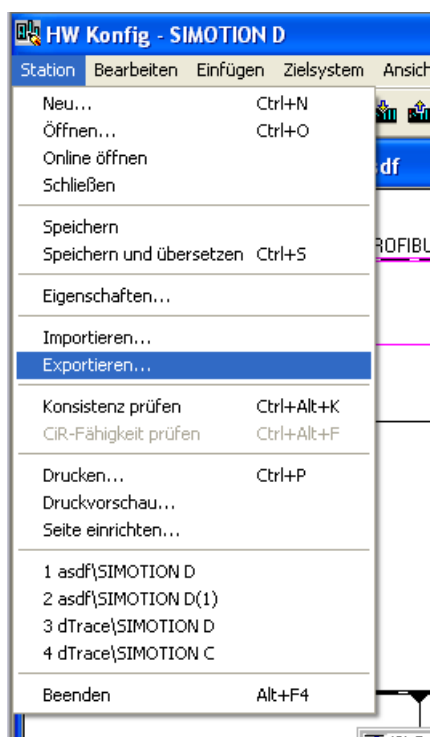 HW Konfig - SIMOTION D
Station Bearbeiten Einfügen Zielsystem Ansich
Neu... Ctrl+N
Öffnen... Ctrl+O
Online öffnen
Schließen
df
Speichern
Speichern und übersetzen Ctrl+S
ROFIBU
Eigenschaften...
Importieren...
Exportieren...
Konsistenz prüfen Ctrl+Alt+K
CiR-Fähigkeit prüfen Ctrl+Alt+F
Drucken... Ctrl+P
Druckvorschau...
Seite einrichten...
1 asdf\SIMOTION D
2 asdf\SIMOTION D(1)
3 dTrace\SIMOTION D
4 dTrace\SIMOTION C
Beenden Alt+F4